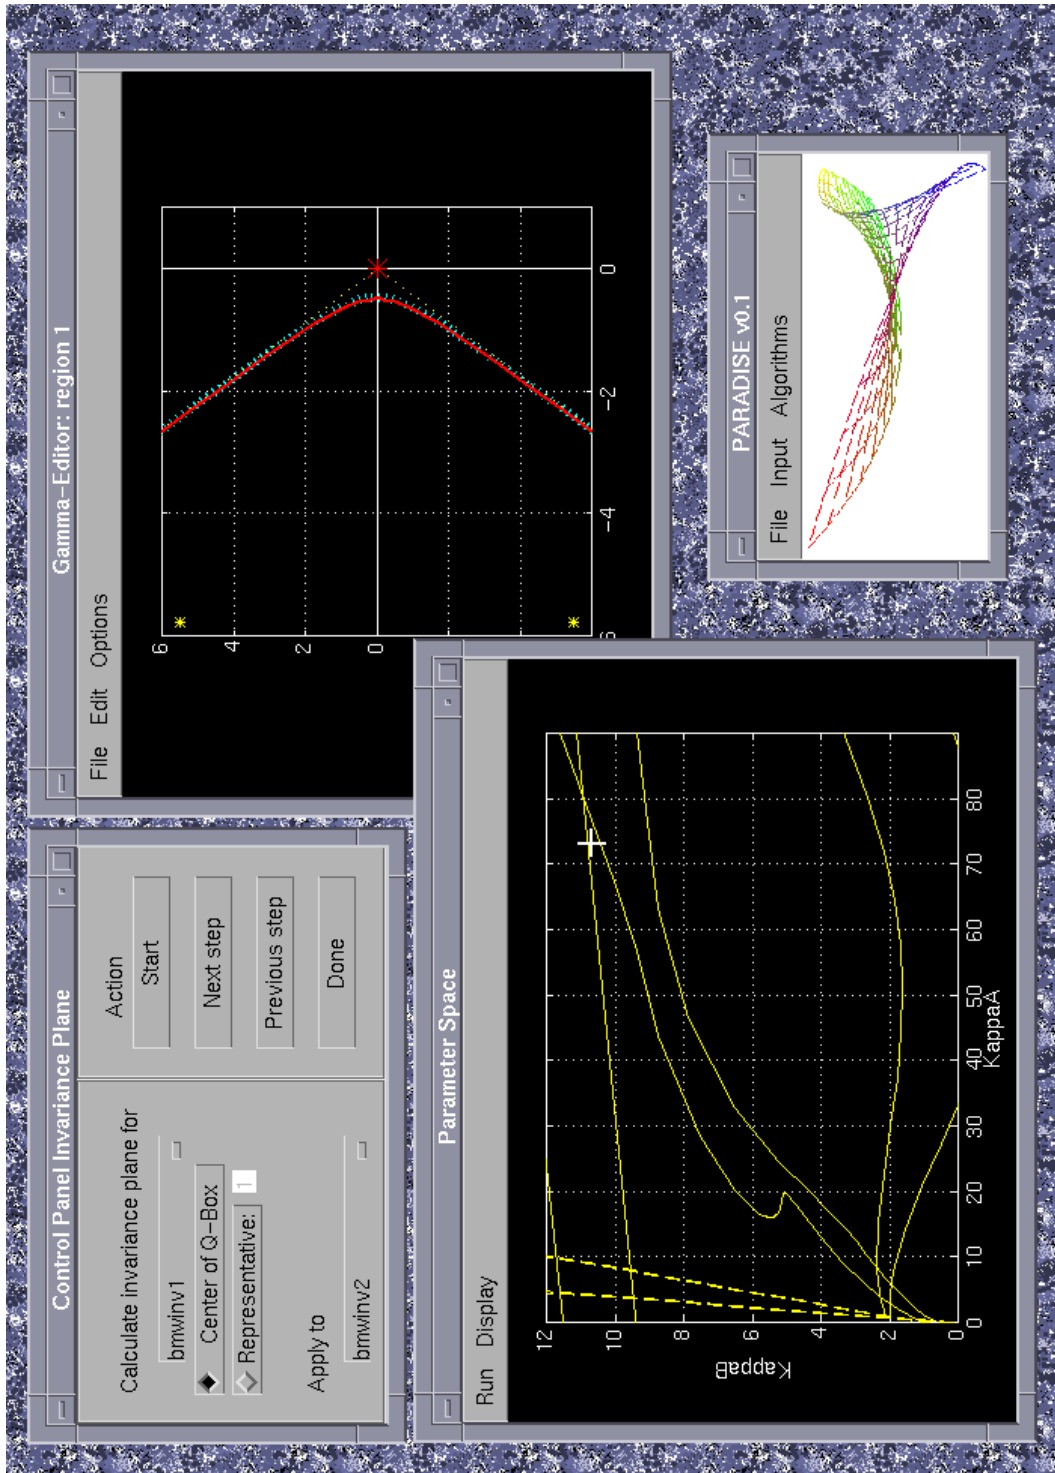 Control Panel Invariance Plane
Calculate invariance plane for
bmwinv1
Center of Q-Box
Representative: 1
Apply to
bmwinv2
Action
Start
Next step
Previous step
Done
Gamma-Editor: region 1
File Edit Options
6
4
2
0
-4
-2
0
Parameter Space
Run Display
12
10
8
6
4
2
0
KappaB
0 10 20 30 40 50 60 70 80
KappaA
PARADISE v0.1
File Input Algorithms